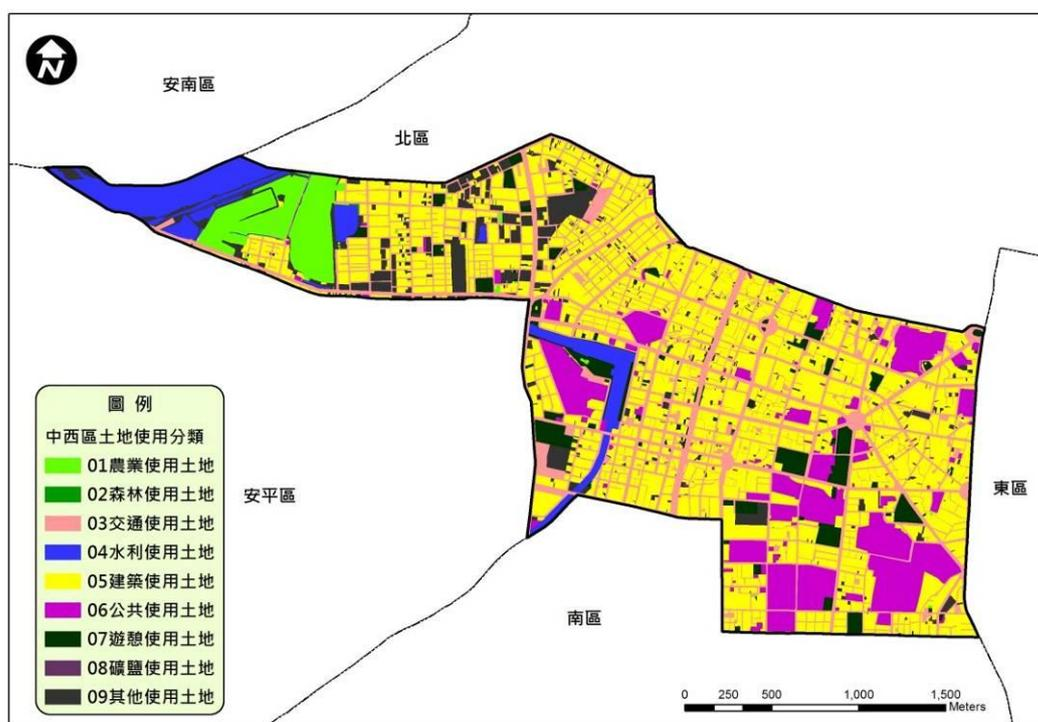 N
安南區
北區
安平區
東區
南區
圖 例
中西區土地使用分類
01農業使用土地
02森林使用土地
03交通使用土地
04水利使用土地
05建築使用土地
06公共使用土地
07遊憩使用土地
08礦鹽使用土地
09其他使用土地
0 250 500 1,000 1,500
Meters